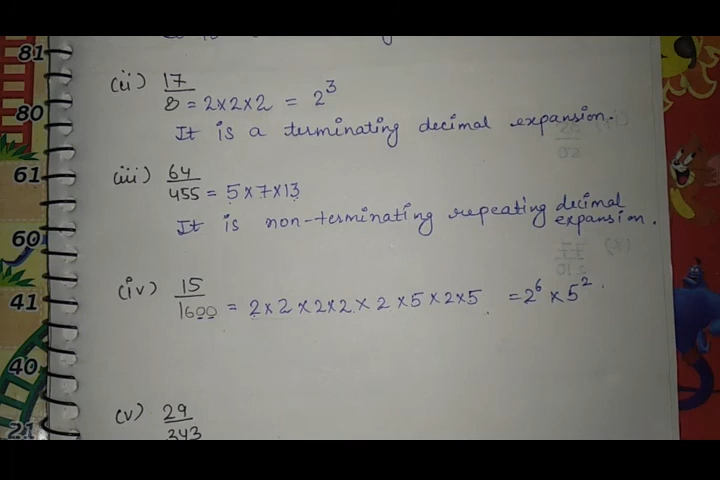 81
(ii) 17
8 = 2×2×2 = 2³
80
It is a terminating decimal expansion.
61
(iii) 64
455 = 5×7×13
It is non-terminating repeating decimal
expansion.
60
(iv) 15
41
1600 = 2×2×2×2×2×5×2×5 = 2⁶×5²
40
(v) 29
343
21